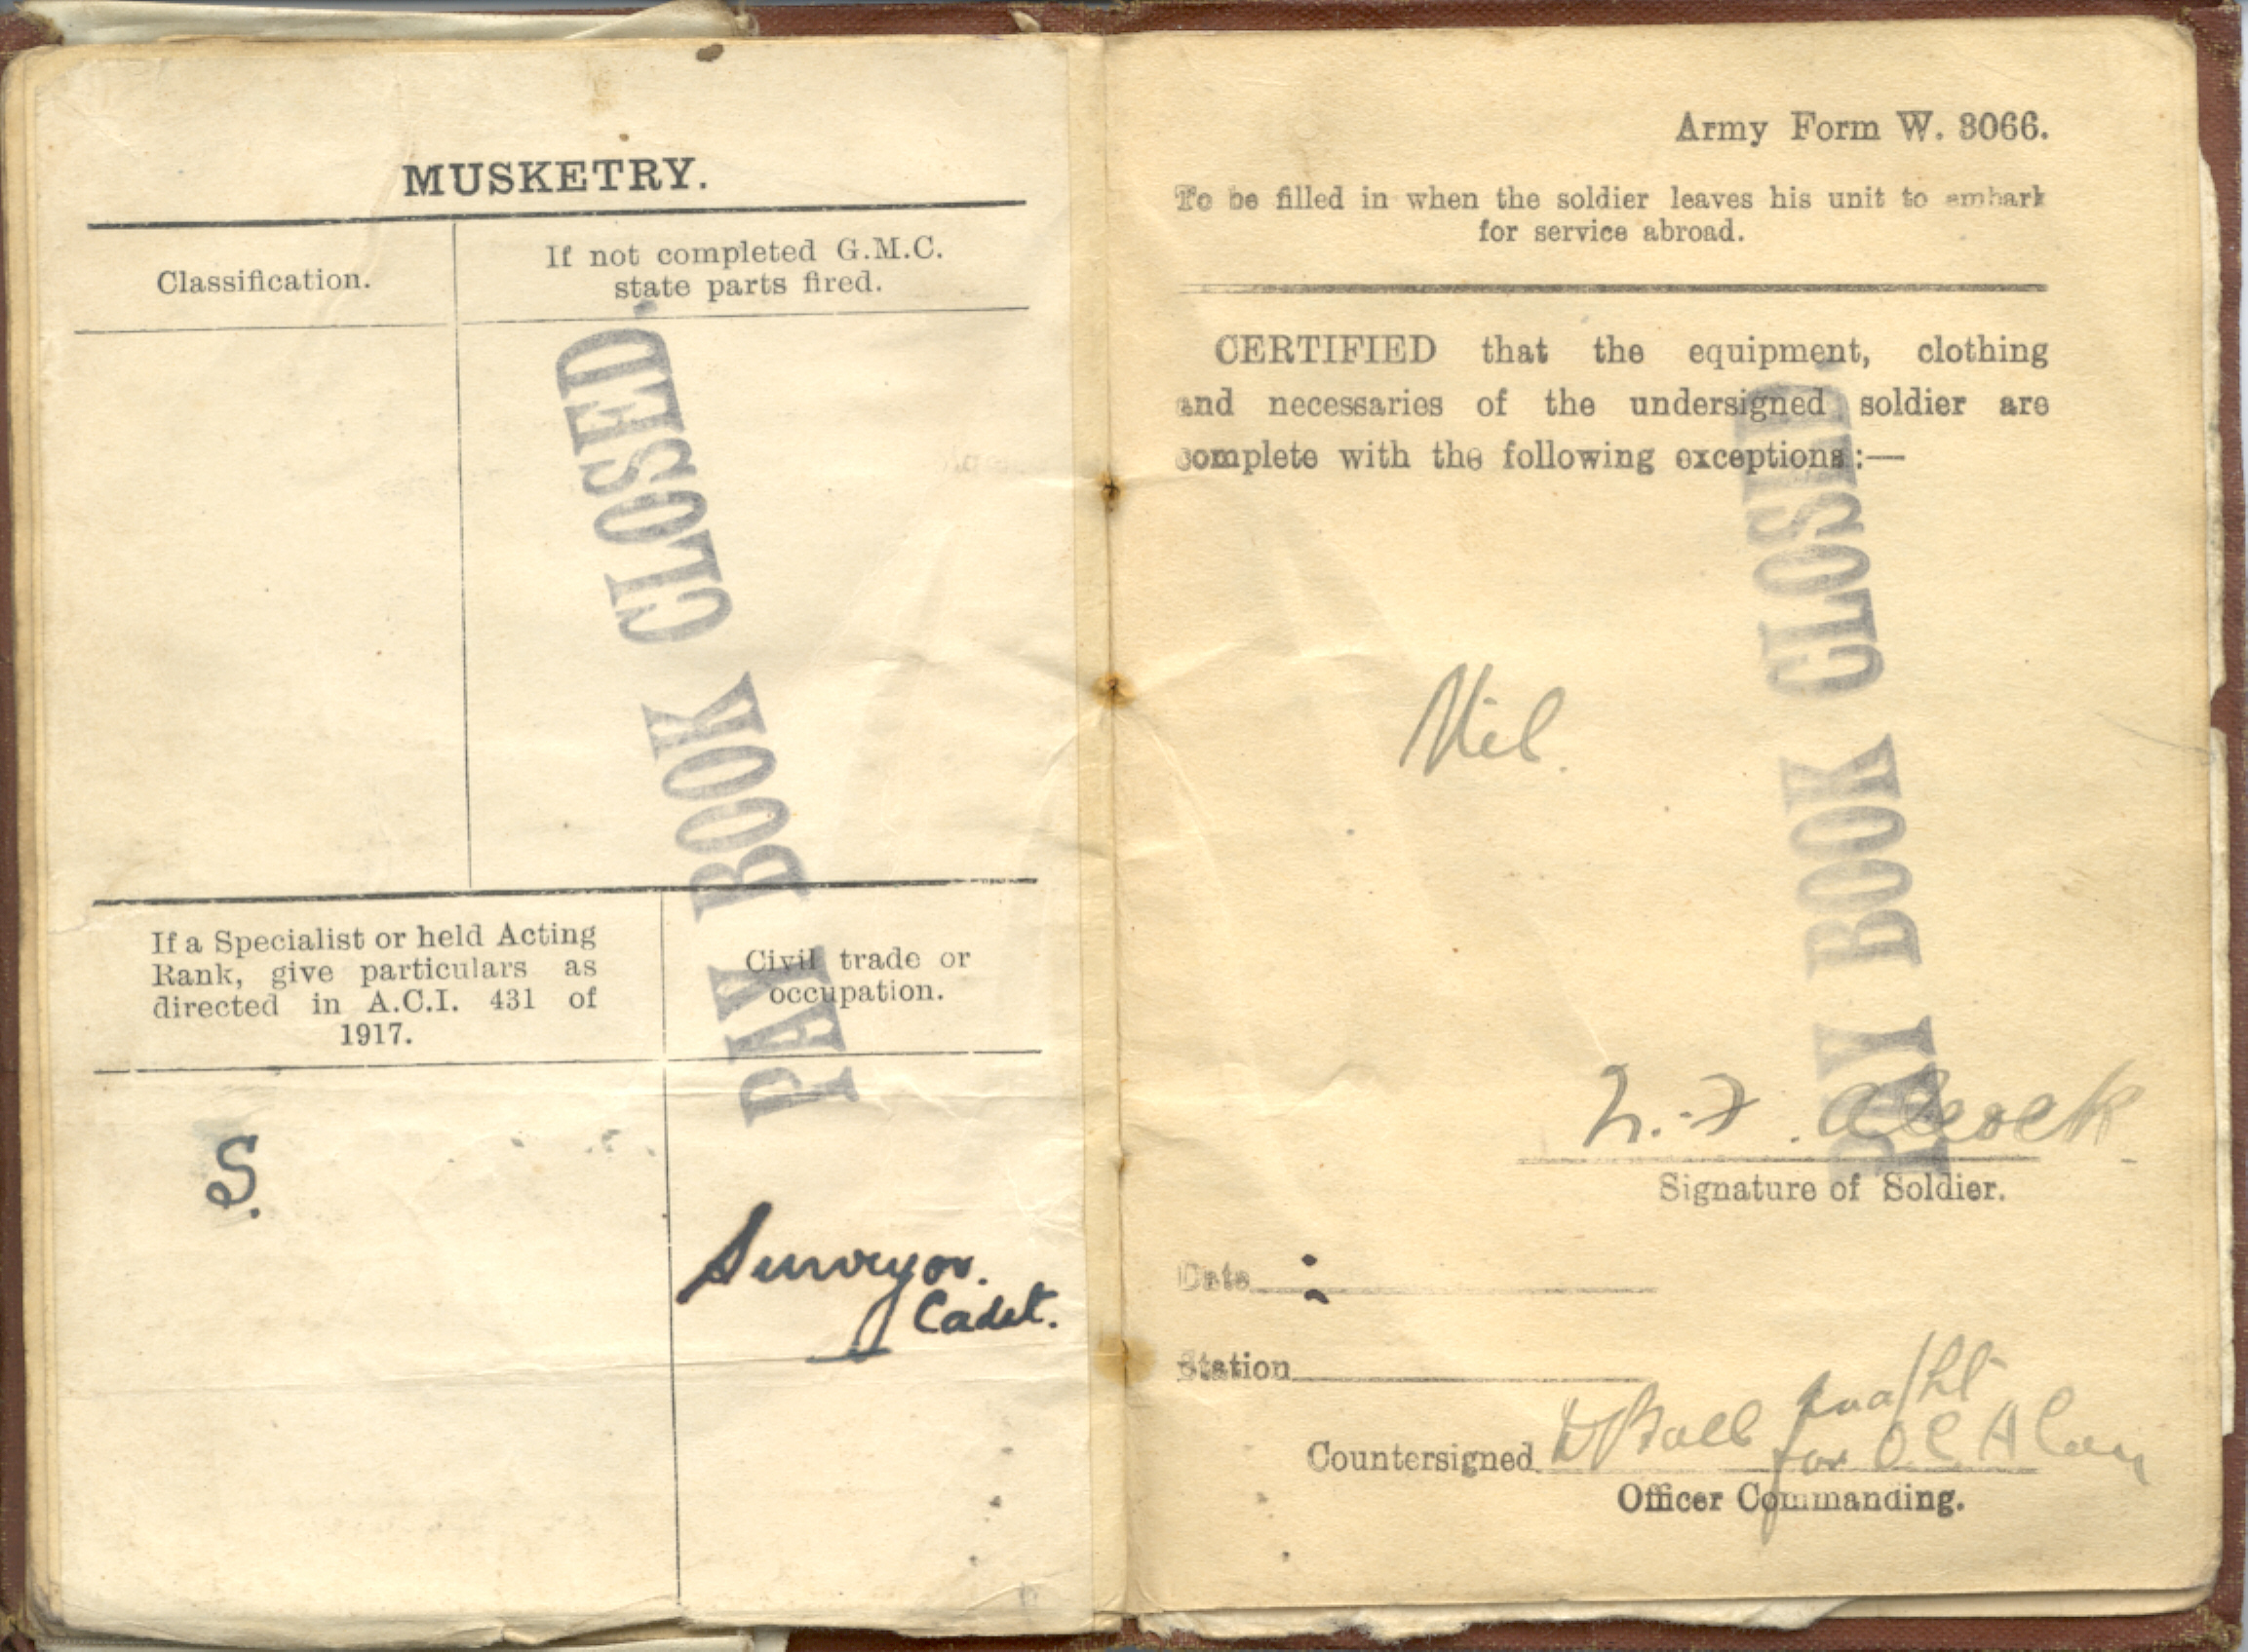 MUSKETRY.
Classification.
If not completed G.M.C.
state parts fired.
PAY BOOK CLOSED.
If a Specialist or held Acting
Rank, give particulars as
directed in A.C.I. 431 of
1917.
Civil trade or
occupation.
S.
Surveyor.
Cadet.
Army Form W. 3066.
To be filled in when the soldier leaves his unit to embark
for service abroad.
CERTIFIED that the equipment, clothing
and necessaries of the undersigned soldier are
complete with the following exceptions:—
Nil.
PAY BOOK CLOSED.
Alcock
Signature of Soldier.
Date
Station
Countersigned
for O.C. A Coy
Officer Commanding.